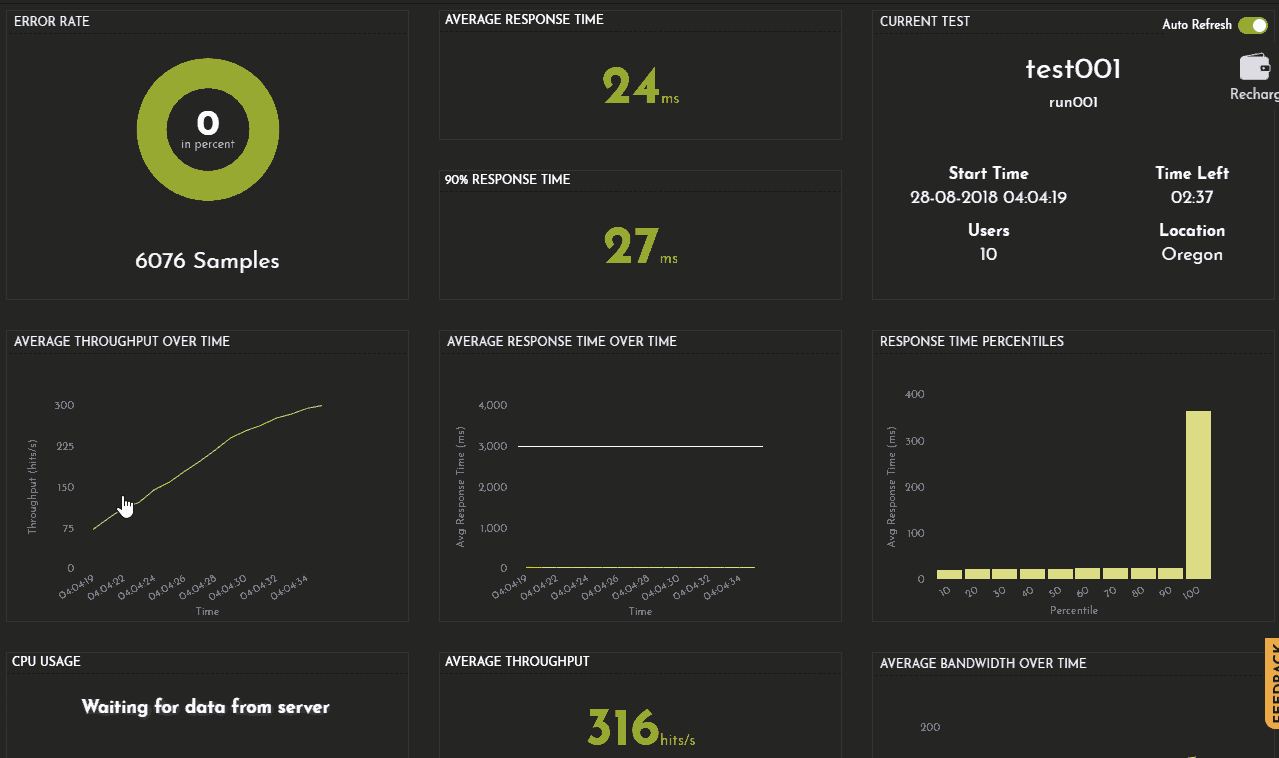 ERROR RATE
0
in percent
6076 Samples
AVERAGE RESPONSE TIME
24 ms
90% RESPONSE TIME
27 ms
CURRENT TEST
Auto Refresh
test001
run001
Recharg
Start Time
28-08-2018 04:04:19
Time Left
02:37
Users
10
Location
Oregon
AVERAGE THROUGHPUT OVER TIME
Throughput (hits/s)
300
225
150
75
0
04:04:19
04:04:22
04:04:24
04:04:26
04:04:28
04:04:30
04:04:32
04:04:34
Time
AVERAGE RESPONSE TIME OVER TIME
Avg Response Time (ms)
4,000
3,000
2,000
1,000
0
04:04:19
04:04:22
04:04:24
04:04:26
04:04:28
04:04:30
04:04:32
04:04:34
Time
RESPONSE TIME PERCENTILES
Avg Response Time (ms)
400
300
200
100
0
10
20
30
40
50
60
70
80
90
100
Percentile
CPU USAGE
Waiting for data from server
AVERAGE THROUGHPUT
316 hits/s
AVERAGE BANDWIDTH OVER TIME
200
FEEDBACK